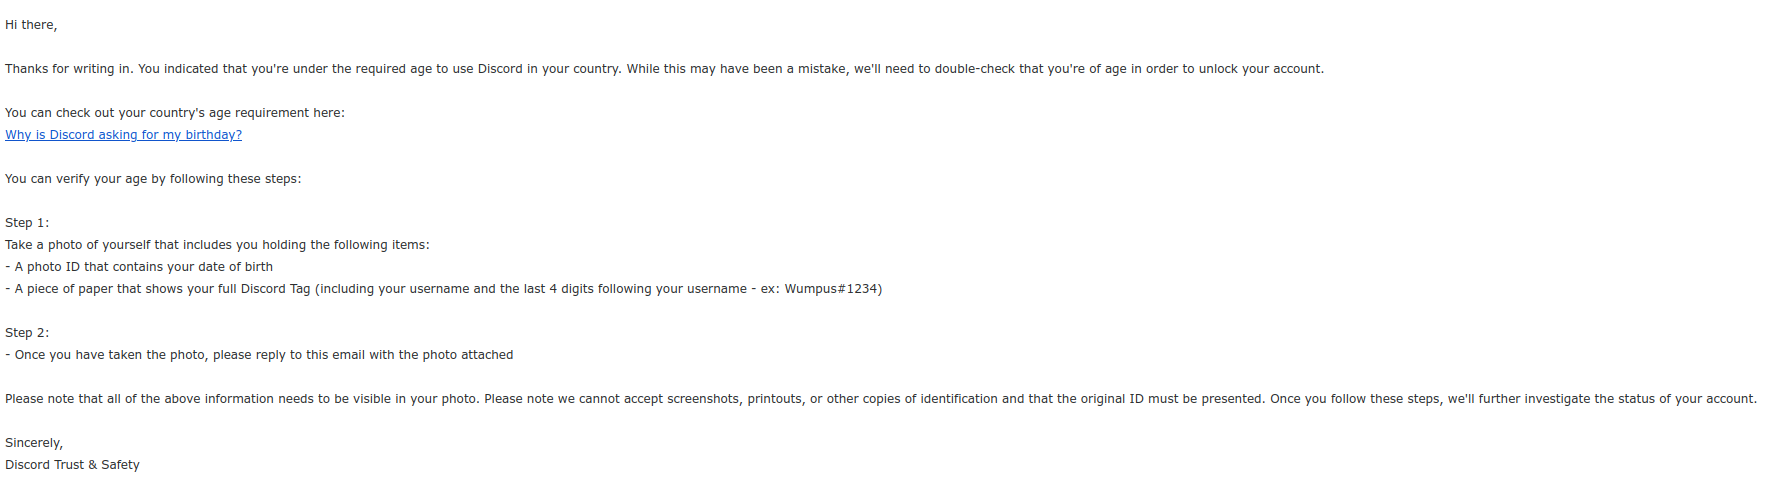 Hi there,
Thanks for writing in. You indicated that you're under the required age to use Discord in your country. While this may have been a mistake, we'll need to double-check that you're of age in order to unlock your account.
You can check out your country's age requirement here:
Why is Discord asking for my birthday?
You can verify your age by following these steps:
Step 1:
Take a photo of yourself that includes you holding the following items:
- A photo ID that contains your date of birth
- A piece of paper that shows your full Discord Tag (including your username and the last 4 digits following your username - ex: Wumpus#1234)
Step 2:
- Once you have taken the photo, please reply to this email with the photo attached
Please note that all of the above information needs to be visible in your photo. Please note we cannot accept screenshots, printouts, or other copies of identification and that the original ID must be presented. Once you follow these steps, we'll further investigate the status of your account.
Sincerely,
Discord Trust & Safety